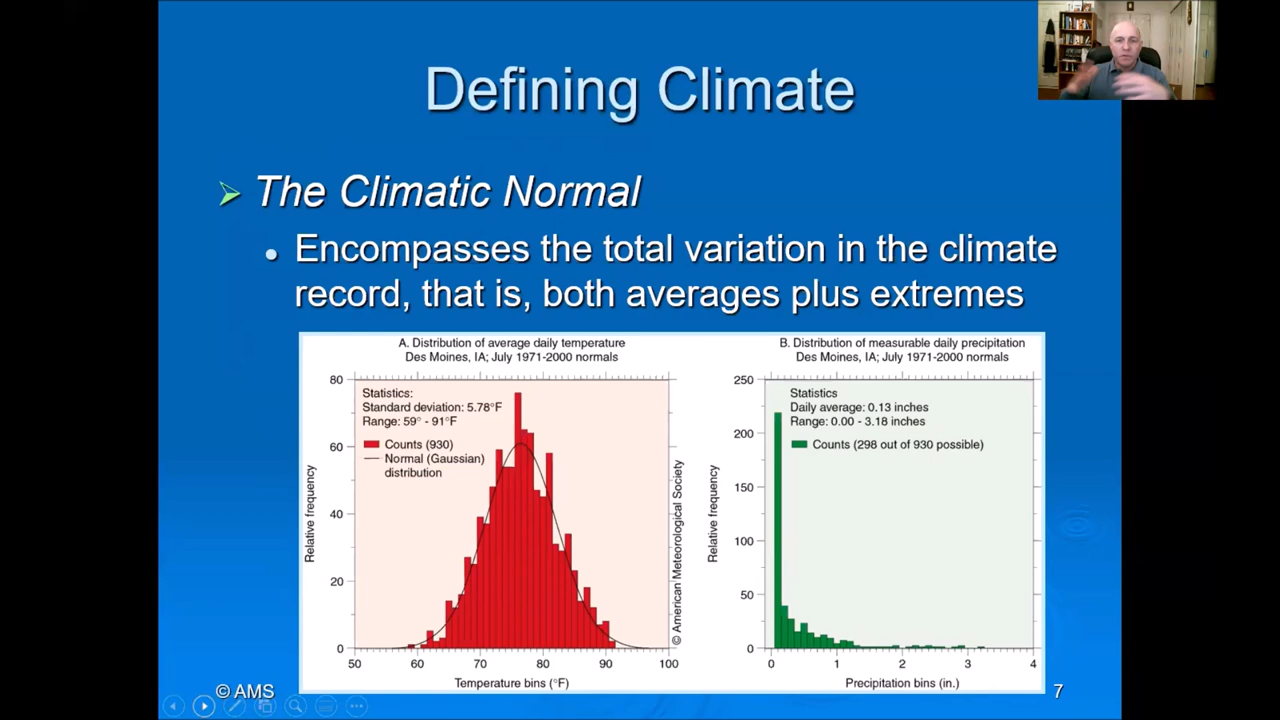 Defining Climate
The Climatic Normal
Encompasses the total variation in the climate
record, that is, both averages plus extremes
A. Distribution of average daily temperature
Des Moines, IA; July 1971-2000 normals
Statistics:
Standard deviation: 5.78°F
Range: 59° - 91°F
Counts (930)
Normal (Gaussian)
distribution
Relative frequency
80
60
40
20
0
50 60 70 80 90 100
Temperature bins (°F)
© American Meteorological Society
B. Distribution of measurable daily precipitation
Des Moines, IA; July 1971-2000 normals
Statistics
Daily average: 0.13 inches
Range: 0.00 - 3.18 inches
Counts (298 out of 930 possible)
Relative frequency
250
200
150
100
50
0
0 1 2 3 4
Precipitation bins (in.)
© AMS
7